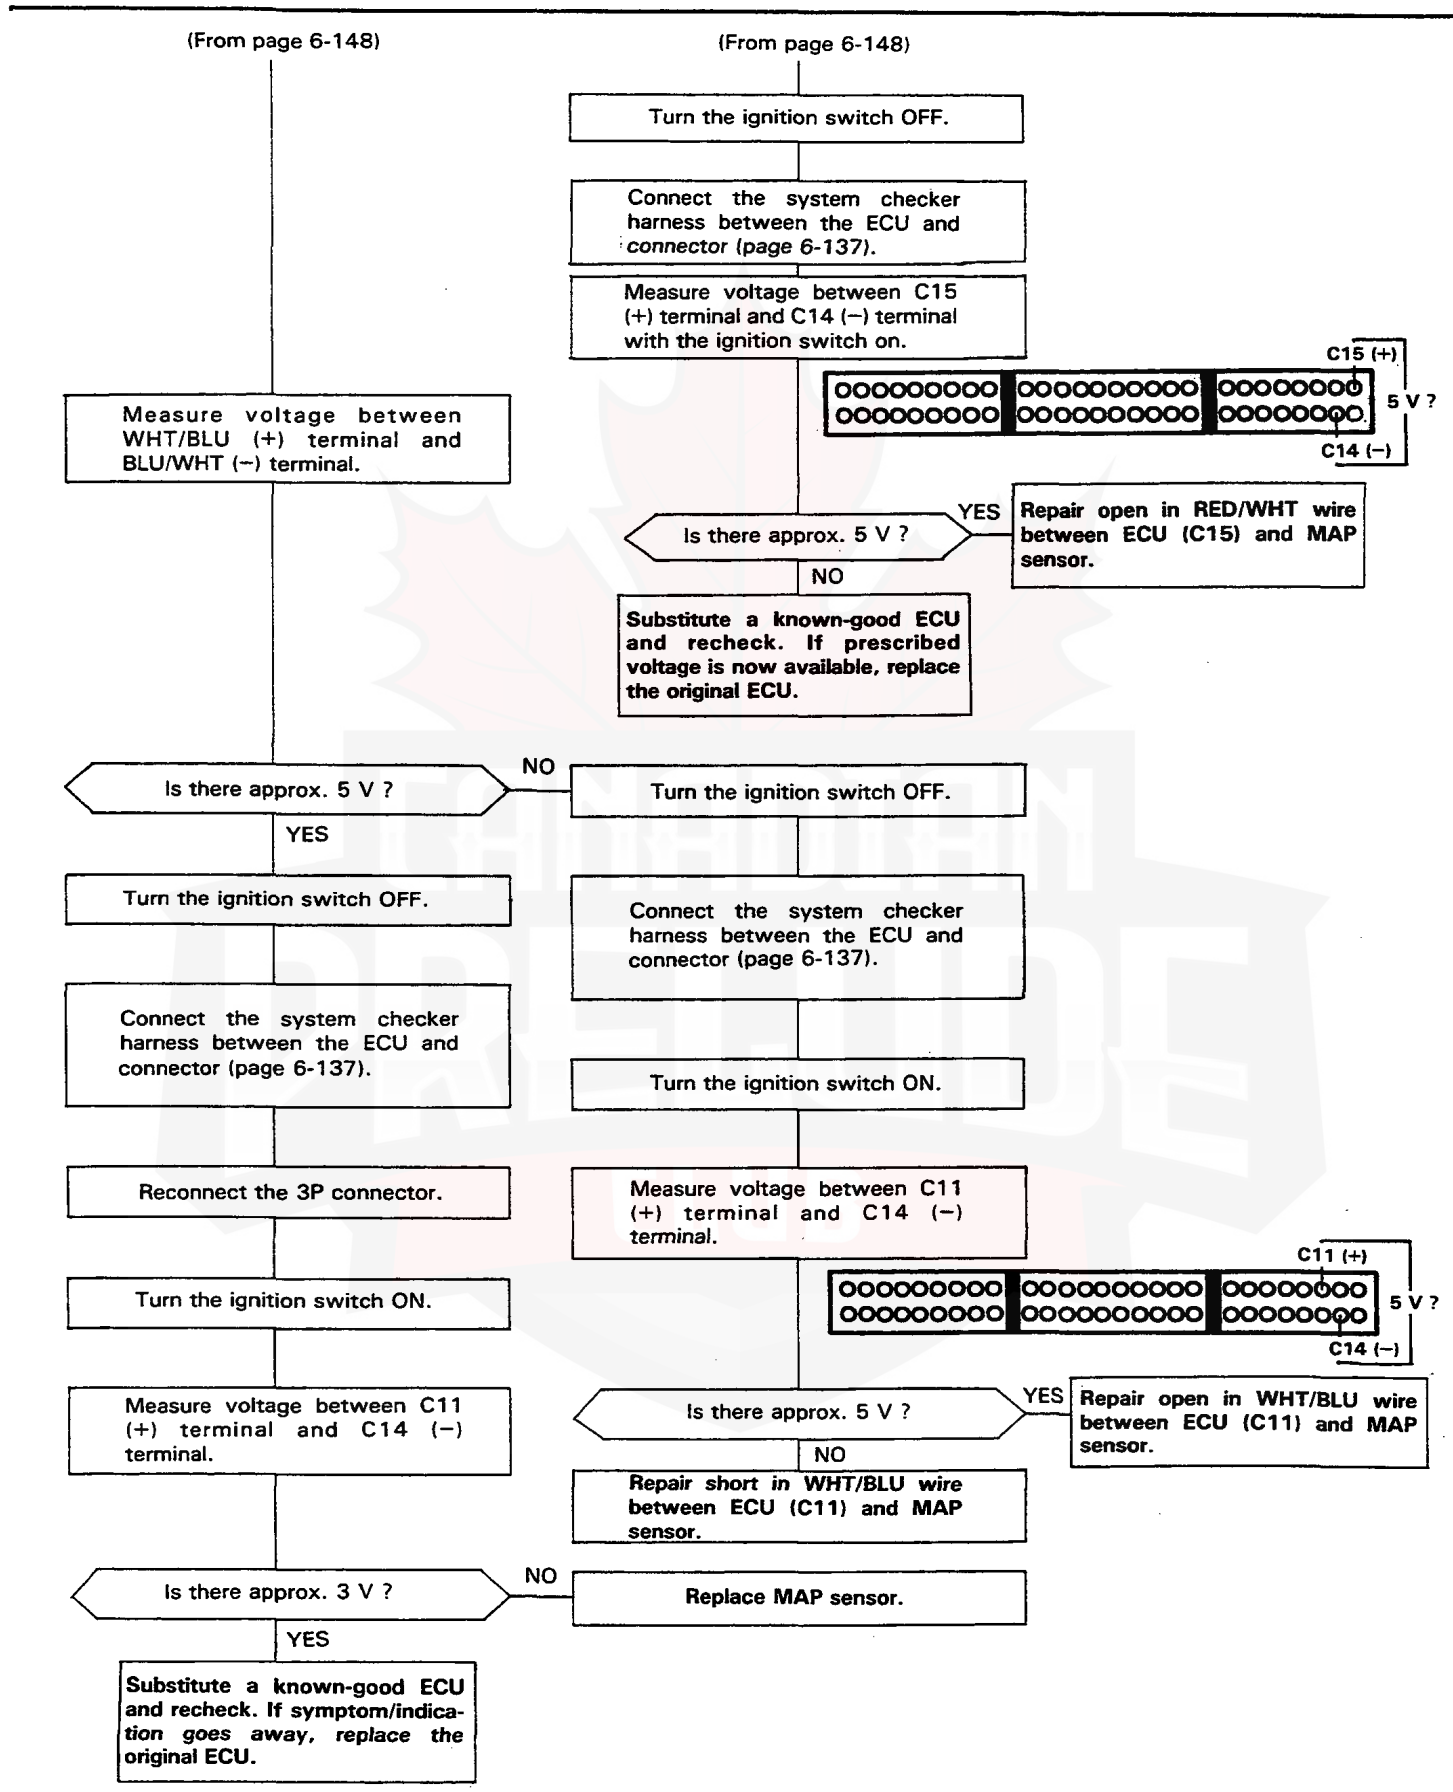 (From page 6-148)
(From page 6-148)
Turn the ignition switch OFF.
Connect the system checker
harness between the ECU and
connector (page 6-137).
Measure voltage between C15
(+) terminal and C14 (−) terminal
with the ignition switch on.
C15 (+)
5 V ?
C14 (−)
Measure voltage between
WHT/BLU (+) terminal and
BLU/WHT (−) terminal.
Is there approx. 5 V ?
YES
Repair open in RED/WHT wire
between ECU (C15) and MAP
sensor.
NO
Substitute a known-good ECU
and recheck. If prescribed
voltage is now available, replace
the original ECU.
Is there approx. 5 V ?
NO
Turn the ignition switch OFF.
YES
Turn the ignition switch OFF.
Connect the system checker
harness between the ECU and
connector (page 6-137).
Connect the system checker
harness between the ECU and
connector (page 6-137).
Turn the ignition switch ON.
Reconnect the 3P connector.
Measure voltage between C11
(+) terminal and C14 (−)
terminal.
C11 (+)
5 V ?
C14 (−)
Turn the ignition switch ON.
Measure voltage between C11
(+) terminal and C14 (−)
terminal.
Is there approx. 5 V ?
YES
Repair open in WHT/BLU wire
between ECU (C11) and MAP
sensor.
NO
Repair short in WHT/BLU wire
between ECU (C11) and MAP
sensor.
Is there approx. 3 V ?
NO
Replace MAP sensor.
YES
Substitute a known-good ECU
and recheck. If symptom/indica-
tion goes away, replace the
original ECU.
CANADIAN
PRELUDE